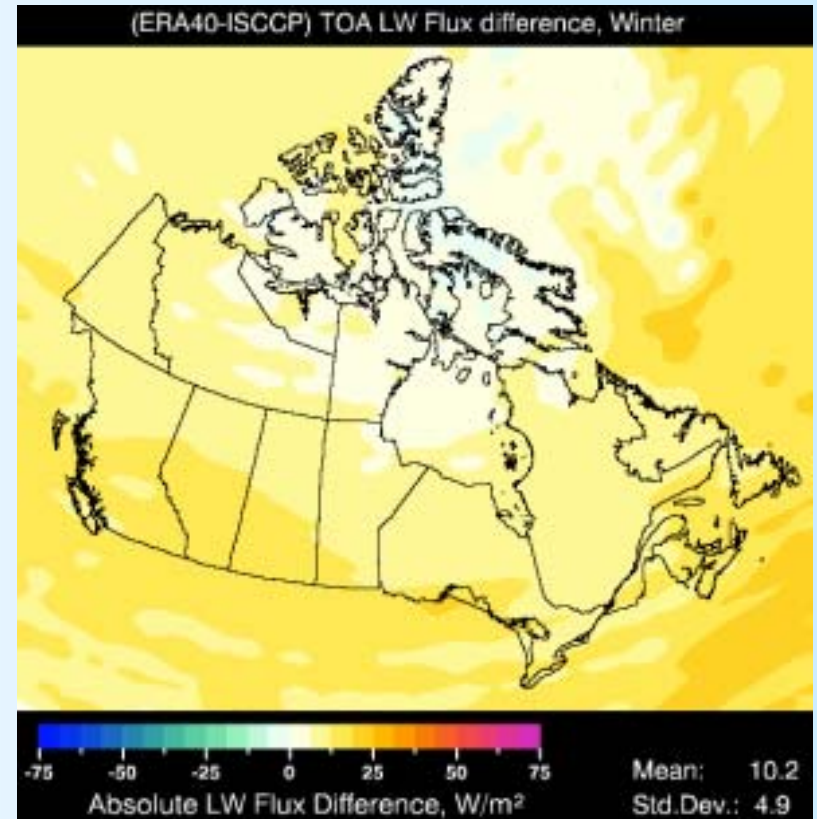 (ERA40-ISCCP) TOA LW Flux difference, Winter
-75 -50 -25 0 25 50 75
Absolute LW Flux Difference, W/m²
Mean: 10.2
Std.Dev.: 4.9